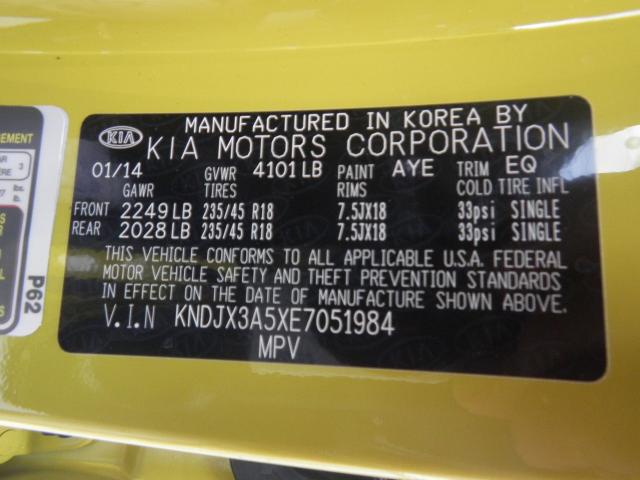 MANUFACTURED IN KOREA BY
KIA KIA MOTORS CORPORATION
01/14 GVWR 4101LB PAINT AYE TRIM EQ
GAWR TIRES RIMS COLD TIRE INFL
FRONT 2249LB 235/45 R18 7.5JX18 33psi SINGLE
REAR 2028LB 235/45 R18 7.5JX18 33psi SINGLE
THIS VEHICLE CONFORMS TO ALL APPLICABLE U.S.A. FEDERAL
MOTOR VEHICLE SAFETY AND THEFT PREVENTION STANDARDS
IN EFFECT ON THE DATE OF MANUFACTURE SHOWN ABOVE.
V.I.N KNDJX3A5XE7051984
MPV
P62